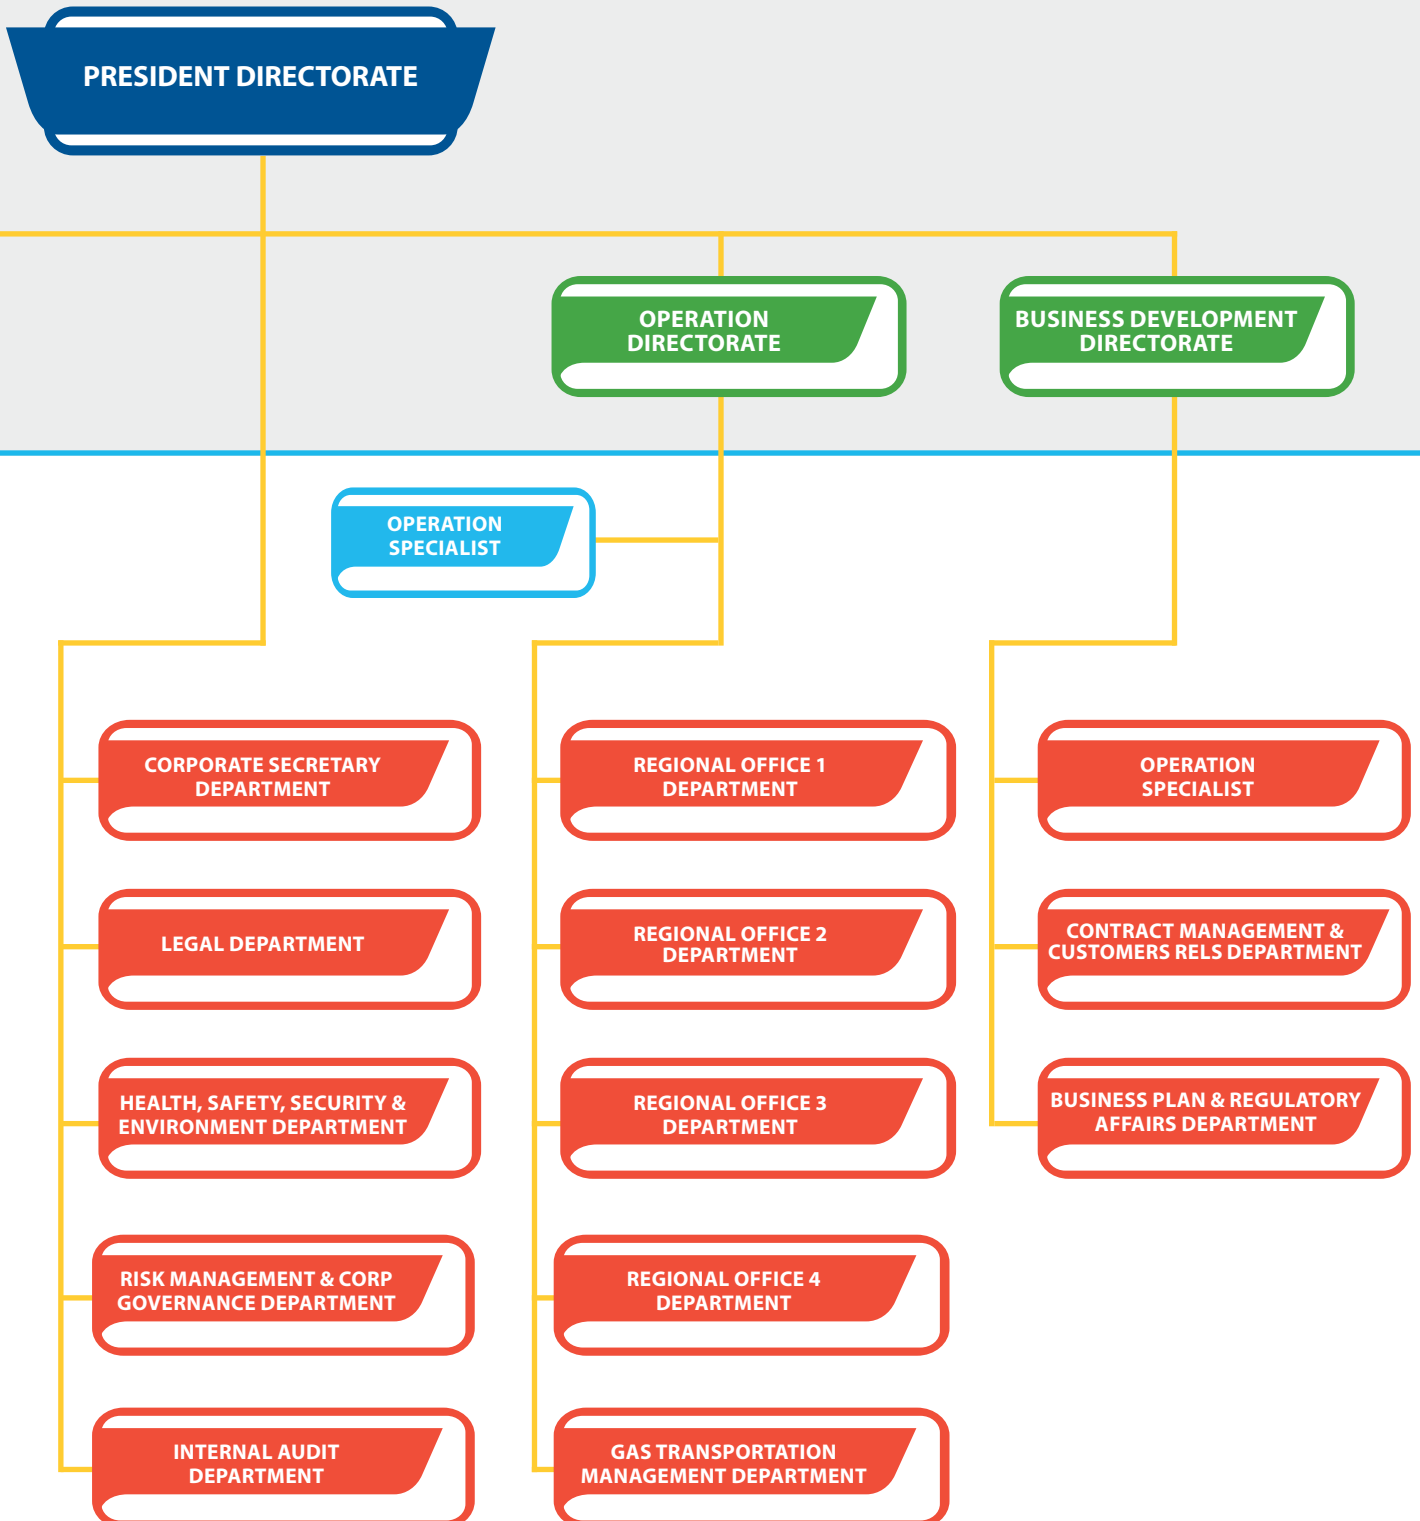 PRESIDENT DIRECTORATE
OPERATION
DIRECTORATE
BUSINESS DEVELOPMENT
DIRECTORATE
OPERATION
SPECIALIST
CORPORATE SECRETARY
DEPARTMENT
LEGAL DEPARTMENT
HEALTH, SAFETY, SECURITY &
ENVIRONMENT DEPARTMENT
RISK MANAGEMENT & CORP
GOVERNANCE DEPARTMENT
INTERNAL AUDIT
DEPARTMENT
REGIONAL OFFICE 1
DEPARTMENT
REGIONAL OFFICE 2
DEPARTMENT
REGIONAL OFFICE 3
DEPARTMENT
REGIONAL OFFICE 4
DEPARTMENT
GAS TRANSPORTATION
MANAGEMENT DEPARTMENT
OPERATION
SPECIALIST
CONTRACT MANAGEMENT &
CUSTOMERS RELS DEPARTMENT
BUSINESS PLAN & REGULATORY
AFFAIRS DEPARTMENT